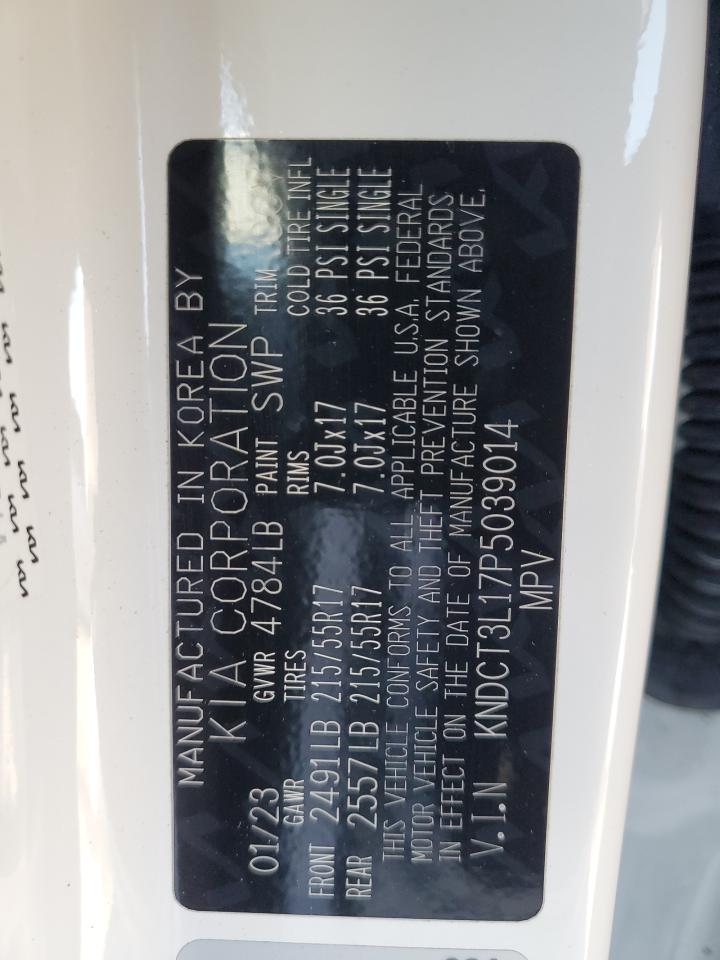 MANUFACTURED IN KOREA BY
KIA CORPORATION
01/23 GVWR 4784LB PAINT SWP TRIM
GAWR TIRES RIMS COLD TIRE INFL
FRONT 2491LB 215/55R17 7.0Jx17 36 PSI SINGLE
REAR 2557LB 215/55R17 7.0Jx17 36 PSI SINGLE
THIS VEHICLE CONFORMS TO ALL APPLICABLE U.S.A. FEDERAL
MOTOR VEHICLE SAFETY AND THEFT PREVENTION STANDARDS
IN EFFECT ON THE DATE OF MANUFACTURE SHOWN ABOVE.
V.I.N KNDCT3L17P5039014
MPV